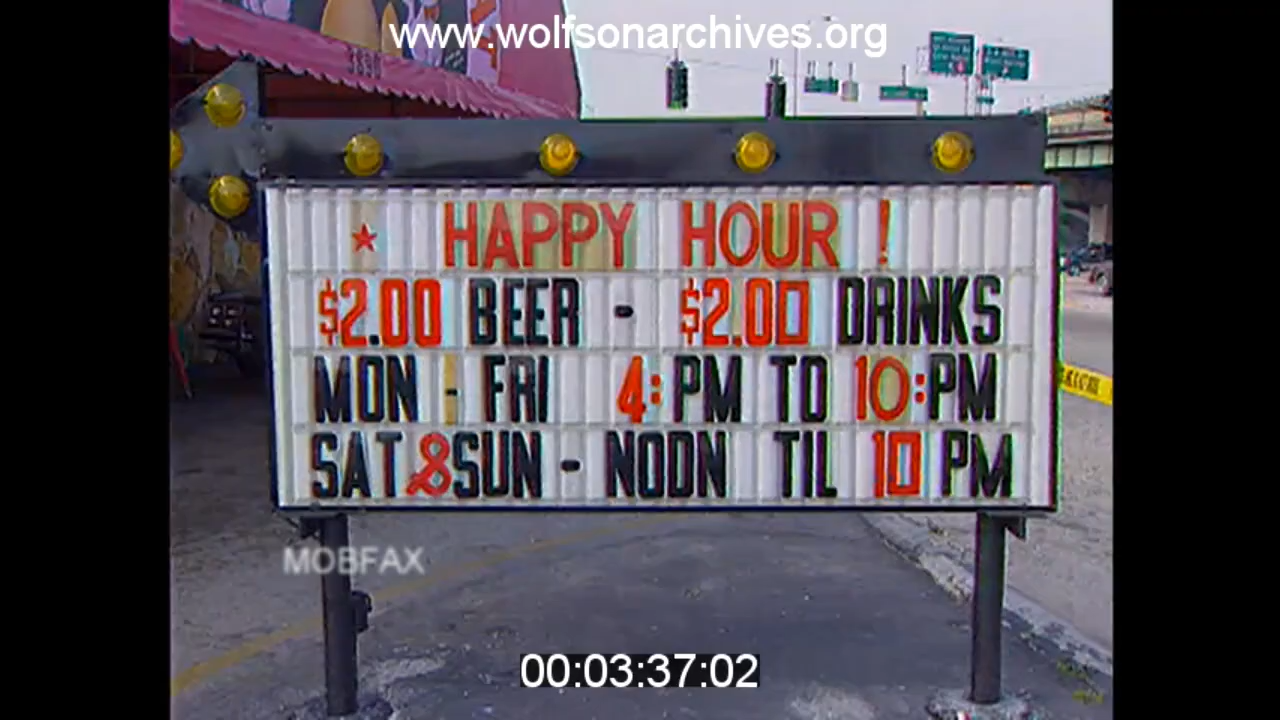 www.wolfsonarchives.org
3890
★ HAPPY HOUR !
$2.00 BEER - $2.00 DRINKS
MON - FRI 4: PM TO 10:PM
SAT & SUN - NOON TIL 10 PM
MOBFAX
00:03:37:02